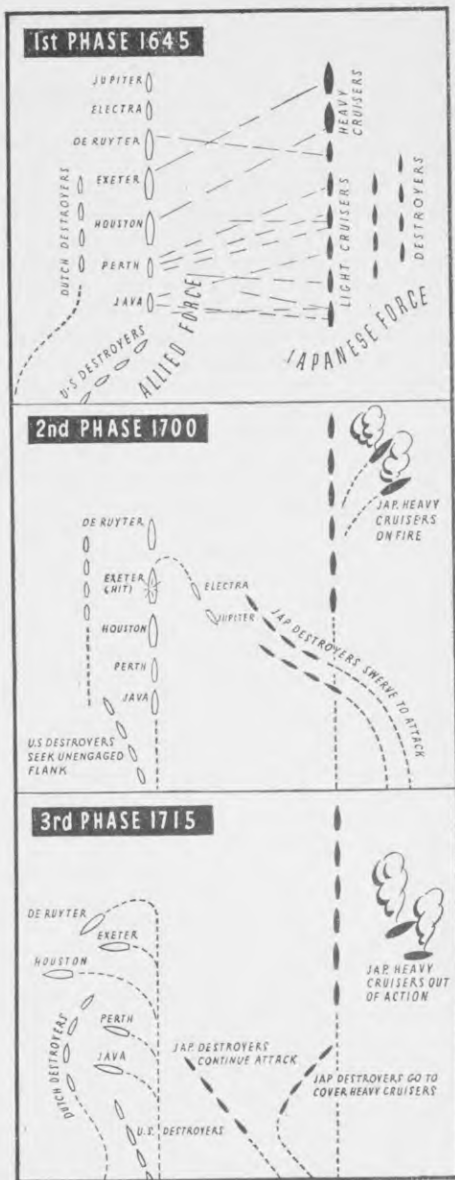 1st PHASE 1645
JUPITER
ELECTRA
DE RUYTER
EXETER
HOUSTON
PERTH
JAVA
DUTCH DESTROYERS
U.S DESTROYERS
ALLIED FORCE
HEAVY
CRUISERS
LIGHT CRUISERS
DESTROYERS
JAPANESE FORCE
2nd PHASE 1700
DE RUYTER
EXETER
(HIT)
HOUSTON
PERTH
JAVA
ELECTRA
JUPITER
JAP. HEAVY
CRUISERS
ON FIRE
JAP DESTROYERS SWERVE TO ATTACK
U.S DESTROYERS
SEEK UNENGAGED
FLANK
3rd PHASE 1715
DE RUYTER
EXETER
HOUSTON
PERTH
JAVA
DUTCH DESTROYERS
U.S. DESTROYERS
JAP. DESTROYERS
CONTINUE ATTACK
JAP. HEAVY
CRUISERS OUT
OF ACTION
JAP DESTROYERS GO TO
COVER HEAVY CRUISERS